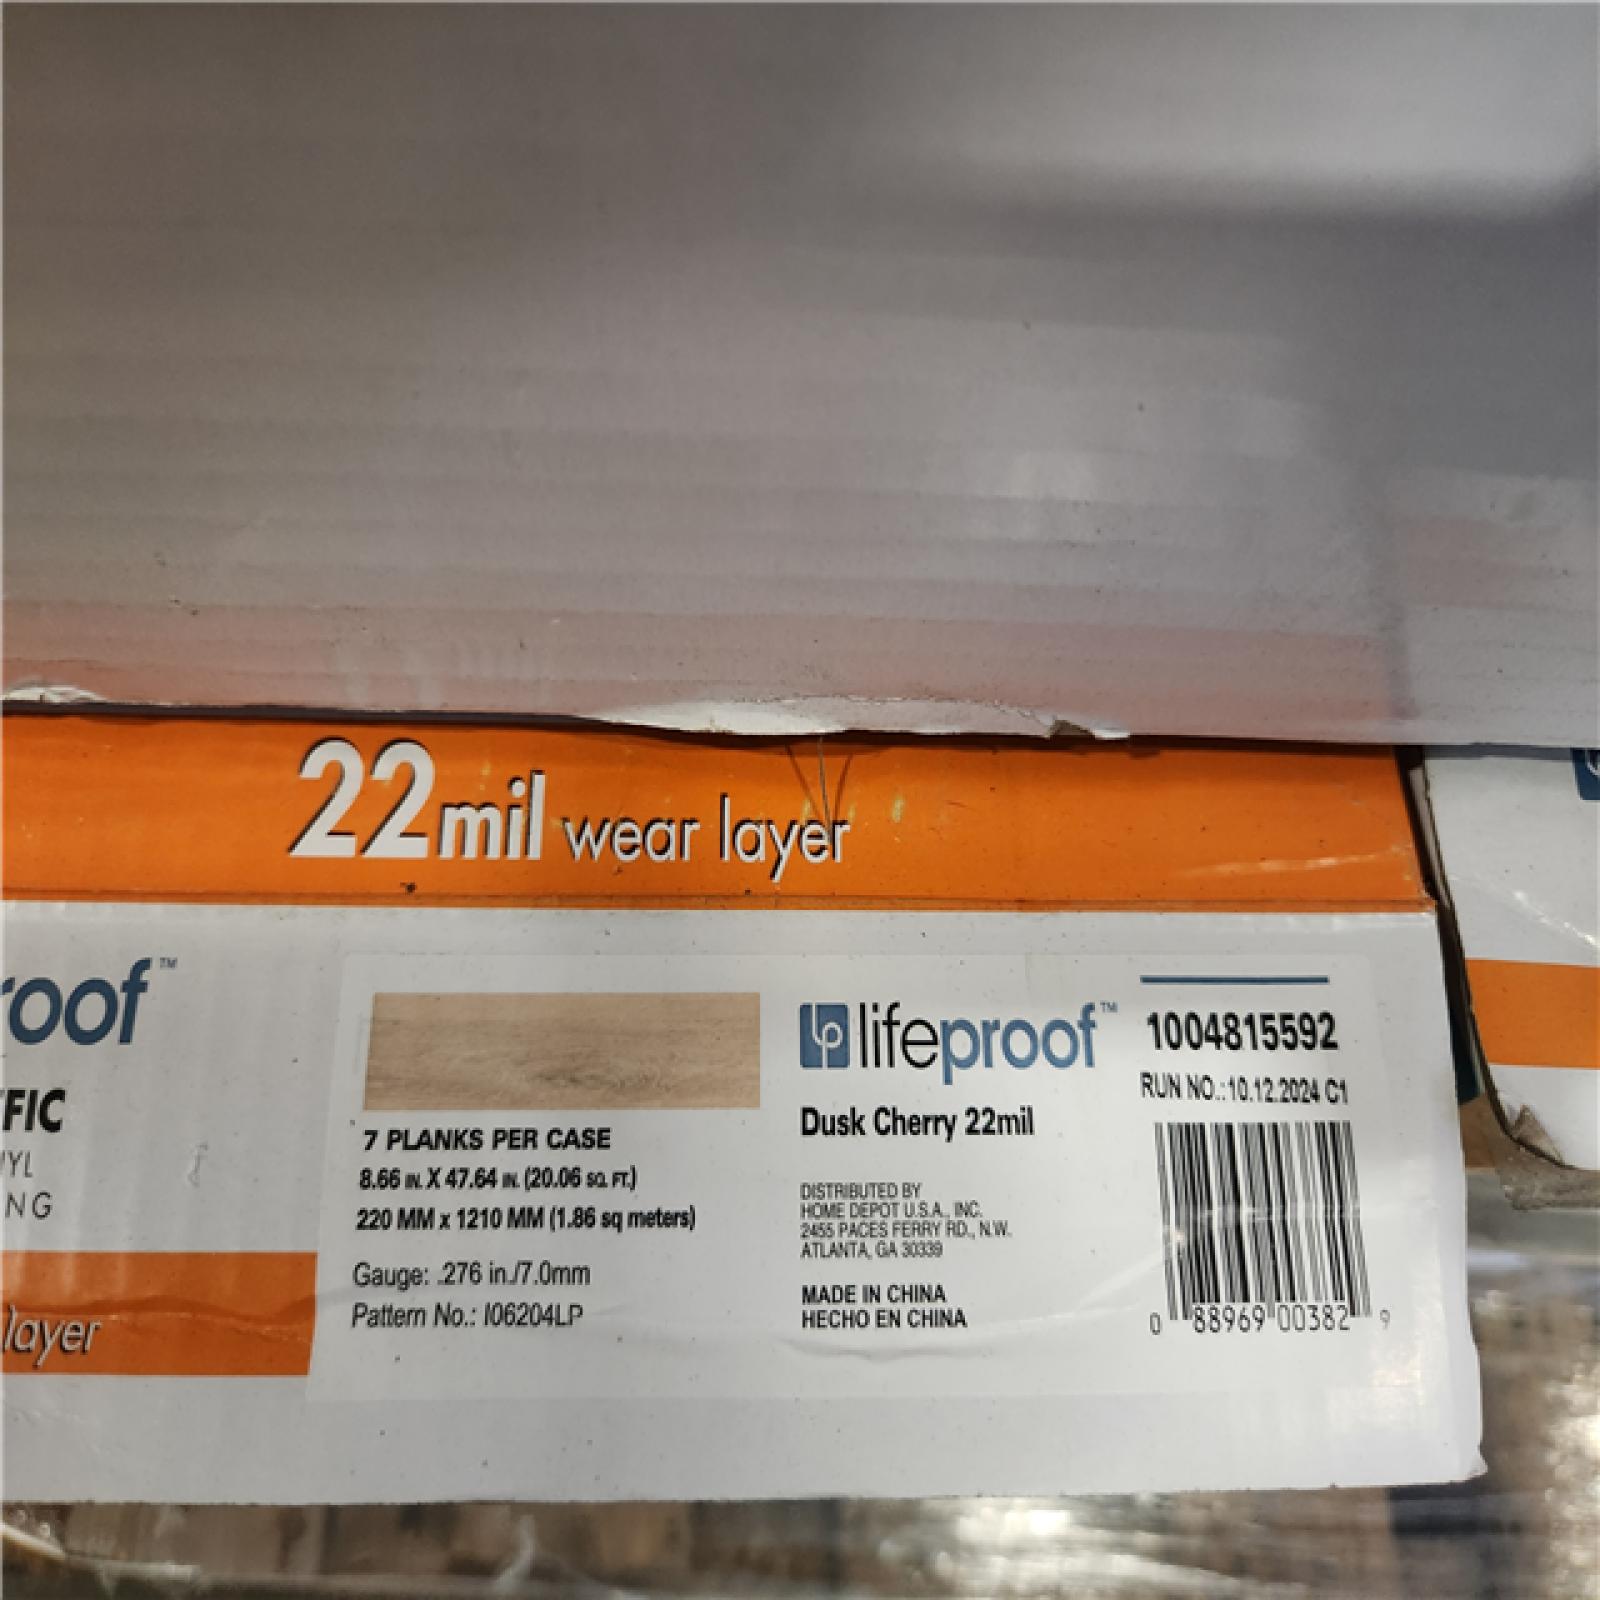 22mil wear layer
roof™
FIC
YL
NG
layer
7 PLANKS PER CASE
8.66 IN. X 47.64 IN. (20.06 SQ. FT.)
220 MM x 1210 MM (1.86 sq meters)
Gauge: .276 in./7.0mm
Pattern No.: I06204LP
lifeproof™
Dusk Cherry 22mil
DISTRIBUTED BY
HOME DEPOT U.S.A., INC.
2455 PACES FERRY RD., N.W.
ATLANTA, GA 30339
MADE IN CHINA
HECHO EN CHINA
1004815592
RUN NO.:10.12.2024 C1
0 88969 00382 9